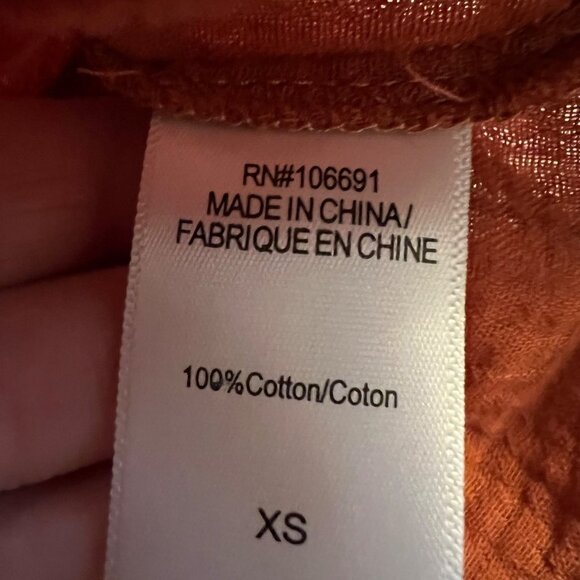 RN#106691
MADE IN CHINA/
FABRIQUE EN CHINE
100%Cotton/Coton
XS